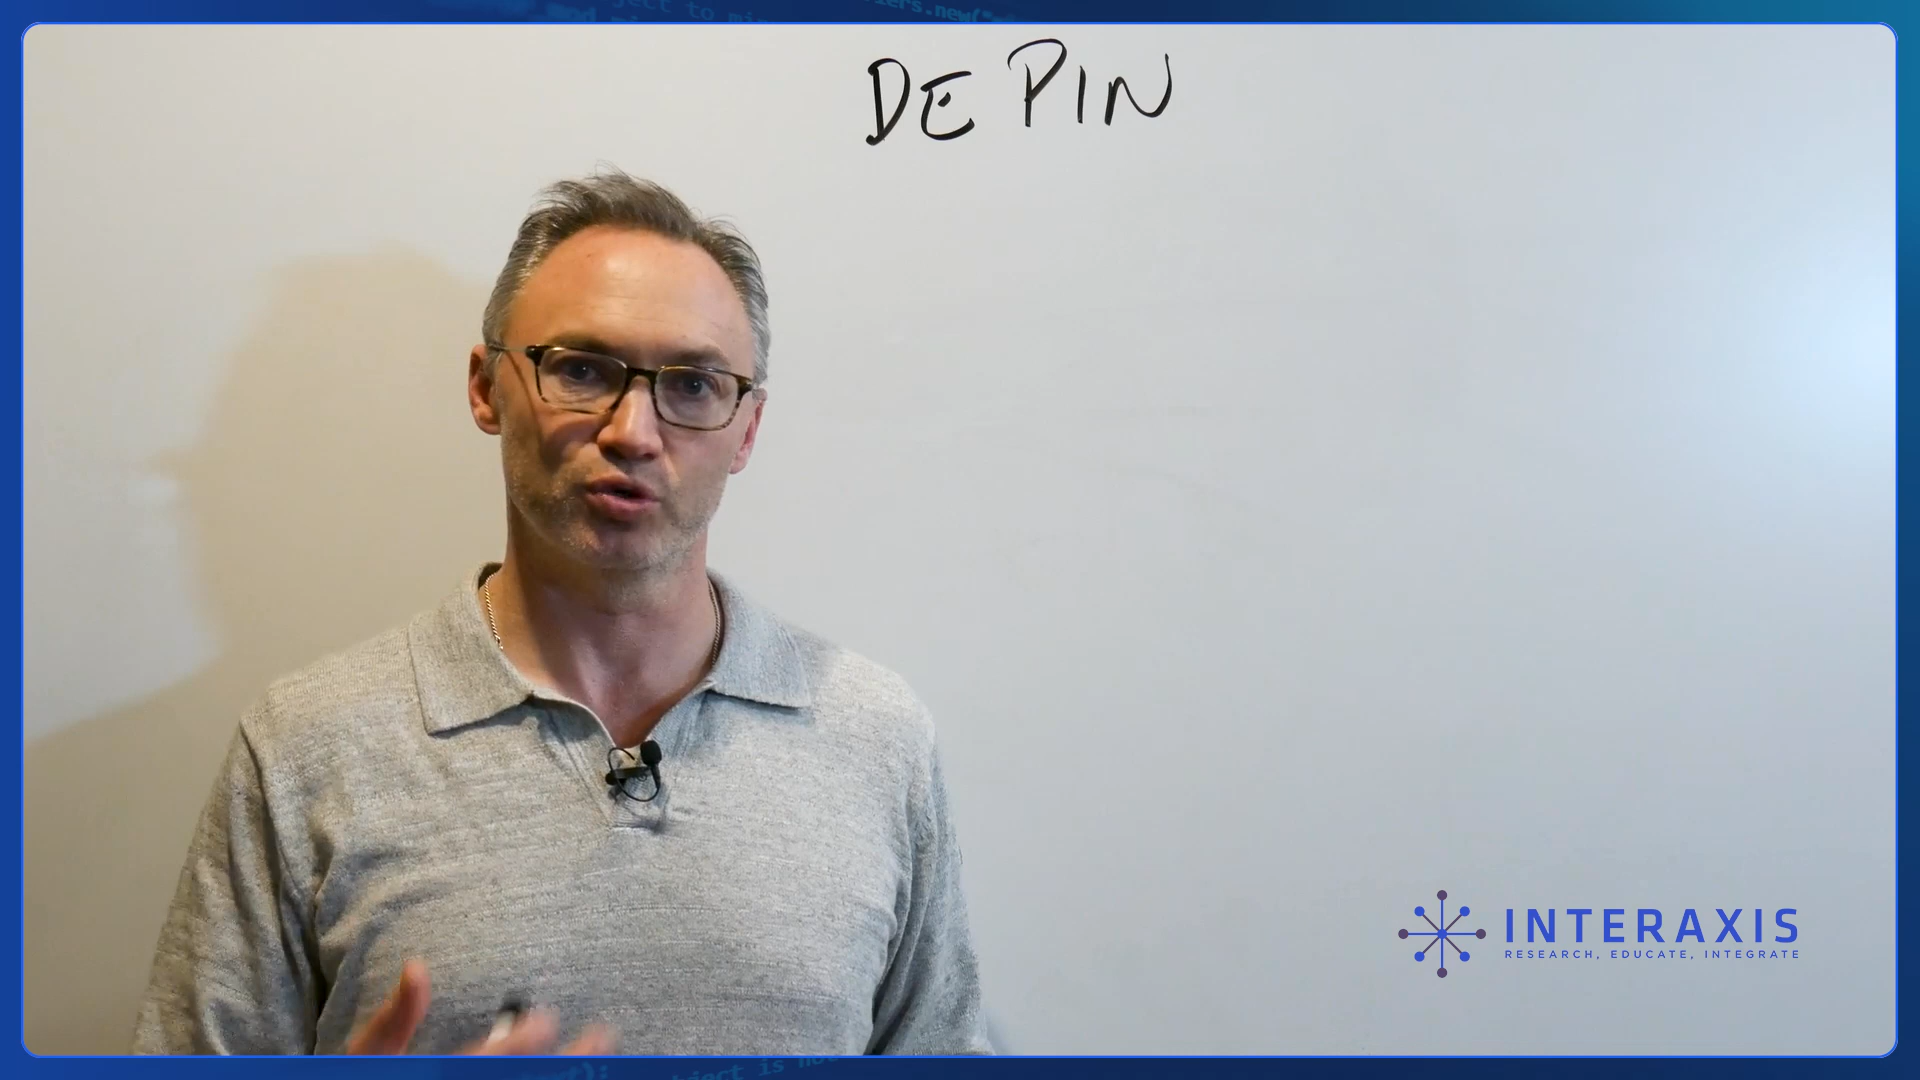 DE PIN
INTERAXIS
RESEARCH, EDUCATE, INTEGRATE